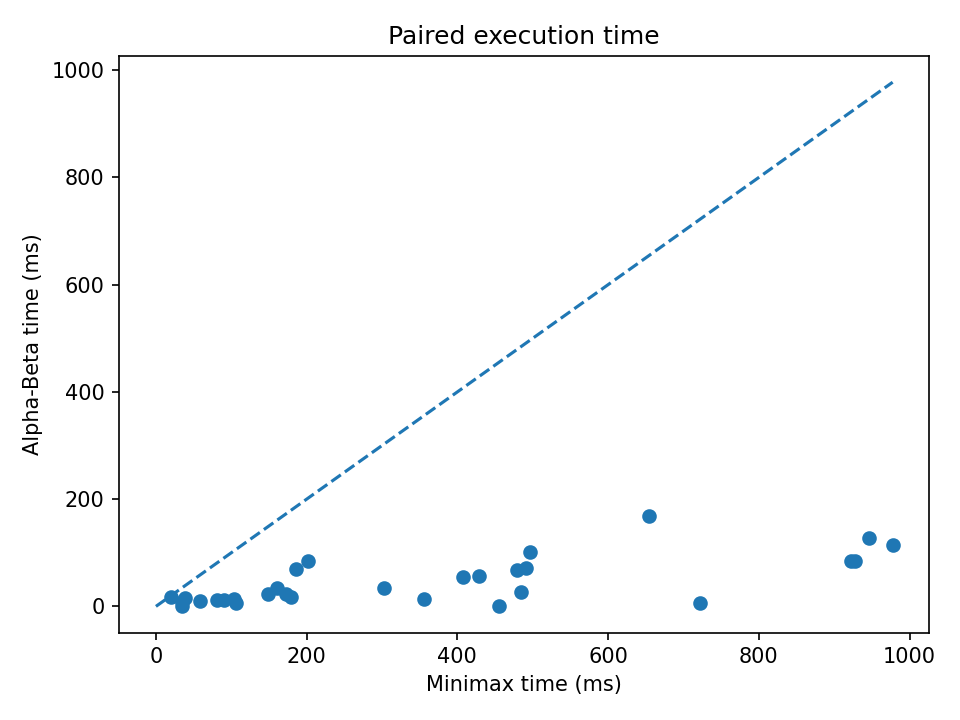 Paired execution time
Alpha-Beta time (ms)
1000
800
600
400
200
0
0 200 400 600 800 1000
Minimax time (ms)